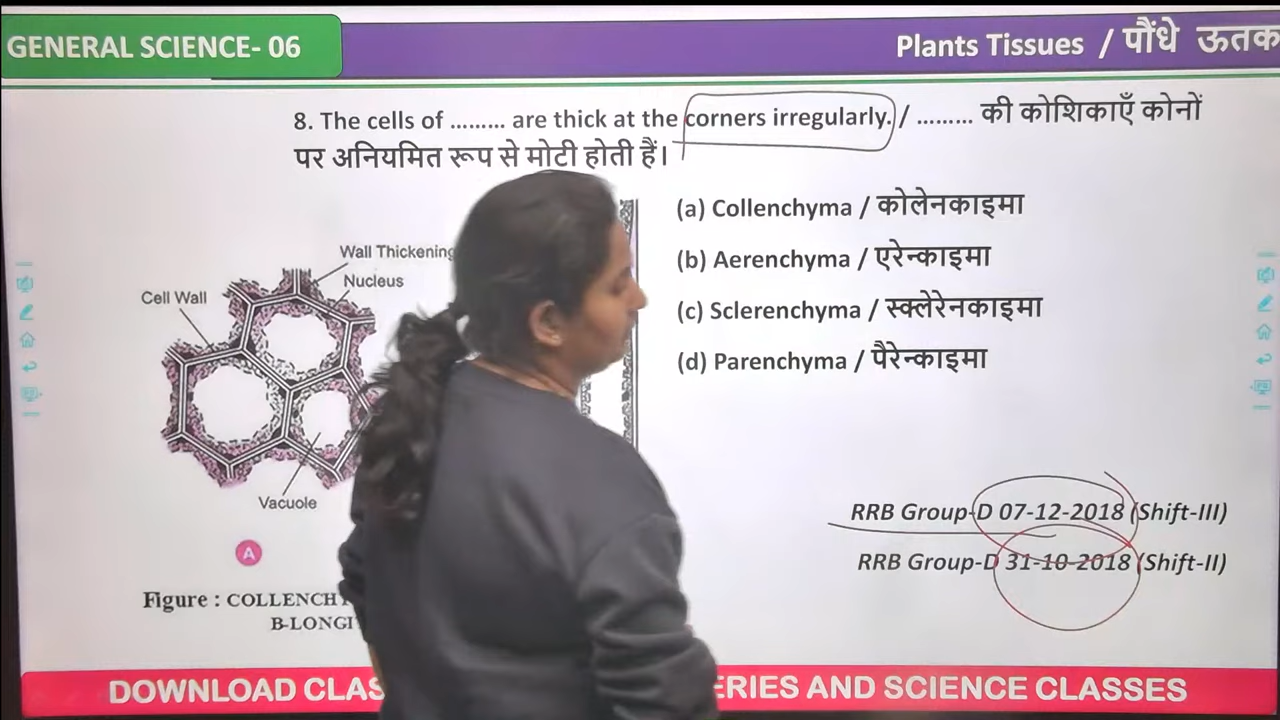 GENERAL SCIENCE- 06
Plants Tissues / पौंधे ऊतक
8. The cells of ......... are thick at the corners irregularly. / ......... की कोशिकाएँ कोनों
पर अनियमित रूप से मोटी होती हैं।
(a) Collenchyma / कोलेनकाइमा
(b) Aerenchyma / एरेन्काइमा
(c) Sclerenchyma / स्क्लेरेनकाइमा
(d) Parenchyma / पैरेन्काइमा
Wall Thickening
Nucleus
Cell Wall
Vacuole
A
Figure : COLLENCH
B-LONGI
RRB Group-D 07-12-2018 (Shift-III)
RRB Group-D 31-10-2018 (Shift-II)
DOWNLOAD CLAS ERIES AND SCIENCE CLASSES